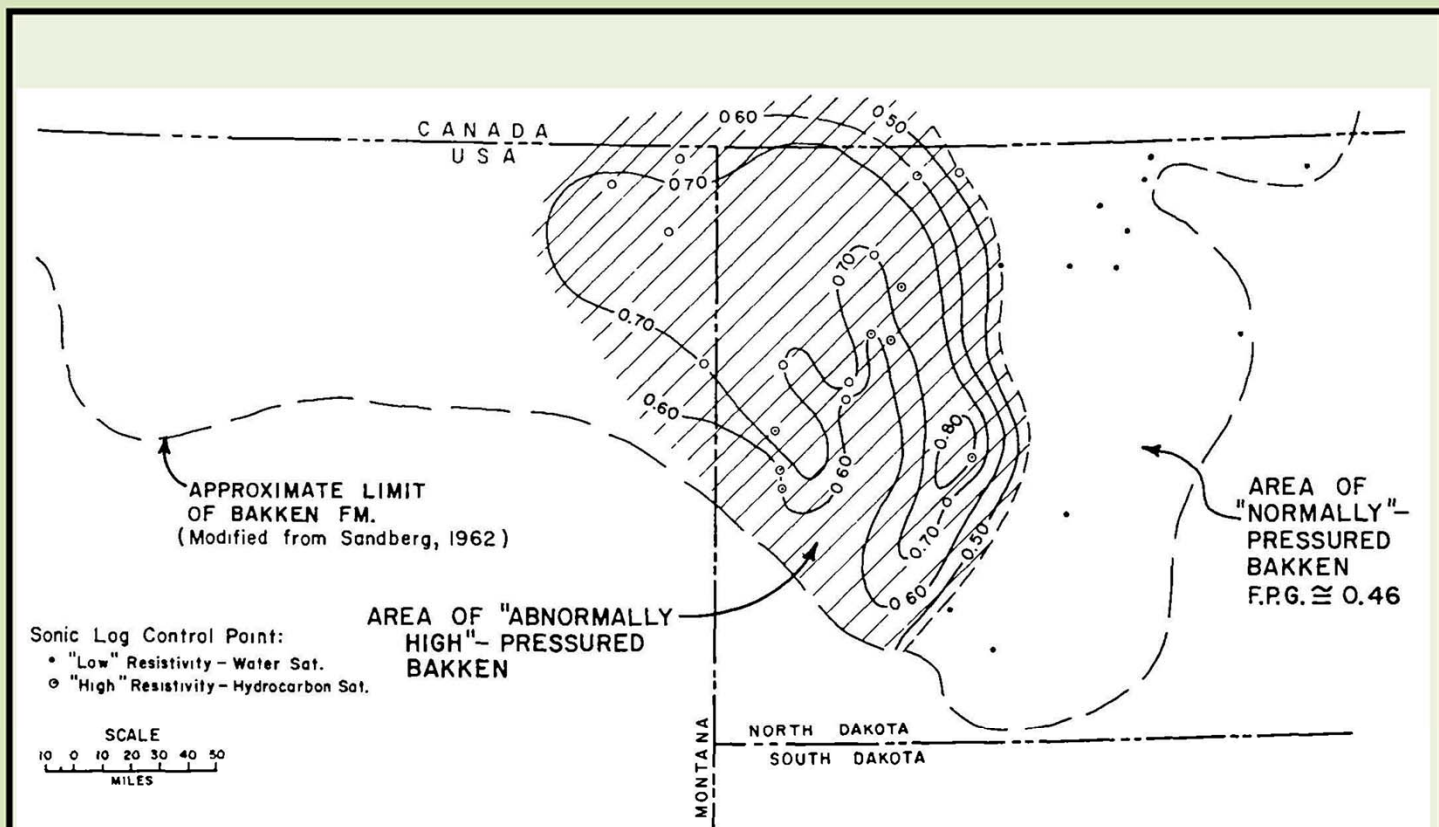 CANADA
USA
0 60
0.50
0 70
0 70
0.70
0.60
0 60
0.80
0.70
0 60
0.50
APPROXIMATE LIMIT
OF BAKKEN FM.
(Modified from Sandberg, 1962)
AREA OF "ABNORMALLY
HIGH"- PRESSURED
BAKKEN
AREA OF
"NORMALLY"-
PRESSURED
BAKKEN
F.P.G. ≅ 0.46
Sonic Log Control Point:
• "Low" Resistivity - Water Sat.
⊙ "High" Resistivity - Hydrocarbon Sat.
SCALE
10 0 10 20 30 40 50
MILES
MONTANA
NORTH DAKOTA
SOUTH DAKOTA